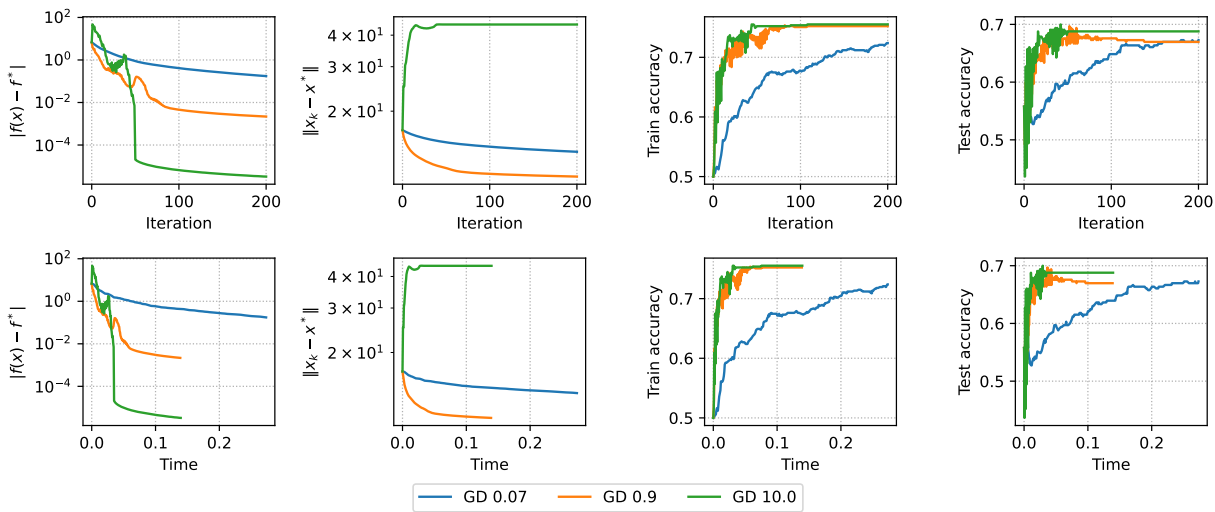 10²
10⁰
10⁻²
10⁻⁴
|f(x) − f*|
0 100 200
Iteration
4 × 10¹
3 × 10¹
2 × 10¹
‖xₖ − x*‖
0 100 200
Iteration
0.7
0.6
0.5
Train accuracy
0 100 200
Iteration
0.7
0.6
0.5
Test accuracy
0 100 200
Iteration
10²
10⁰
10⁻²
10⁻⁴
|f(x) − f*|
0.0 0.1 0.2
Time
4 × 10¹
3 × 10¹
2 × 10¹
‖xₖ − x*‖
0.0 0.1 0.2
Time
0.7
0.6
0.5
Train accuracy
0.0 0.1 0.2
Time
0.7
0.6
0.5
Test accuracy
0.0 0.1 0.2
Time
GD 0.07 GD 0.9 GD 10.0